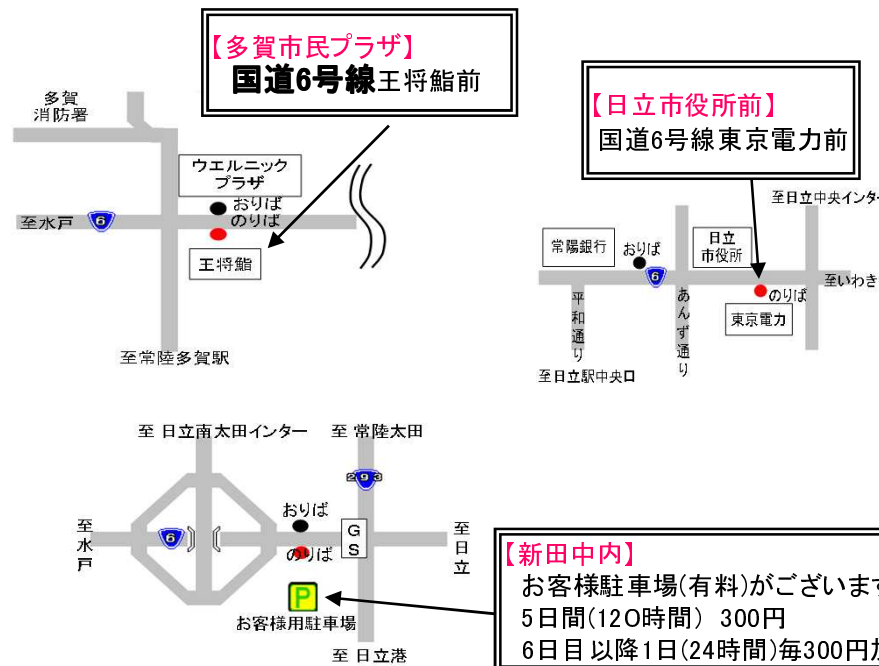 【多賀市民プラザ】
国道6号線王将鮨前
多賀
消防署
ウエルニック
プラザ
おりば
のりば
至水戸
6
王将鮨
至常陸多賀駅
【日立市役所前】
国道6号線東京電力前
至日立中央インター
常陽銀行
おりば
日立
市役所
6
至いわき
のりば
平和通り
あんず通り
東京電力
至日立駅中央口
至 日立南太田インター
至 常陸太田
293
おりば
至水戸
6
GS
至日立
のりば
P
お客様用駐車場
至 日立港
【新田中内】
お客様駐車場(有料)がございます
5日間(120時間) 300円
6日目以降1日(24時間)毎300円